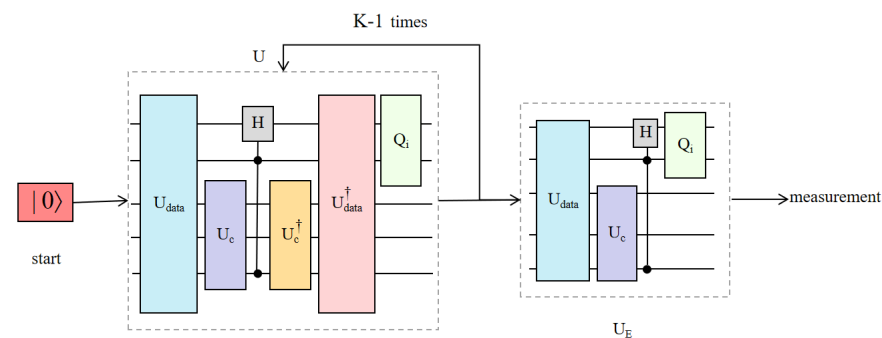 K-1 times
U
H
H
Q_i
Q_i
U_data
U_data^†
U_data
|0⟩
measurement
U_c
U_c^†
U_c
start
U_E